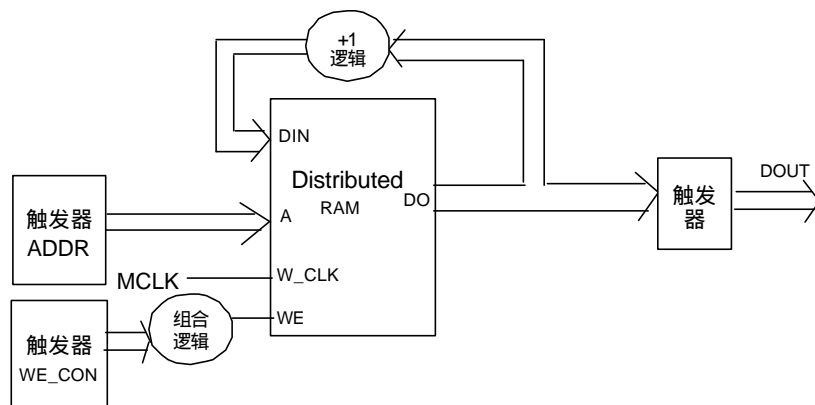 +1
逻辑
DIN
Distributed
RAM
DO
A
触发器
ADDR
MCLK
W_CLK
组合
逻辑
WE
触发器
WE_CON
触发
器
DOUT